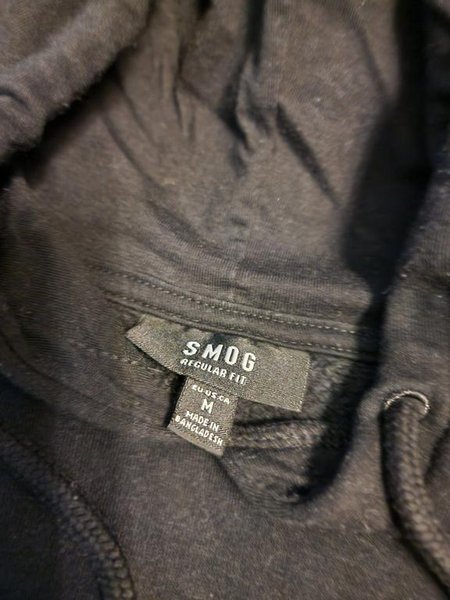 SMOG
REGULAR FIT
EU·US·CA
M
MADE IN
BANGLADESH